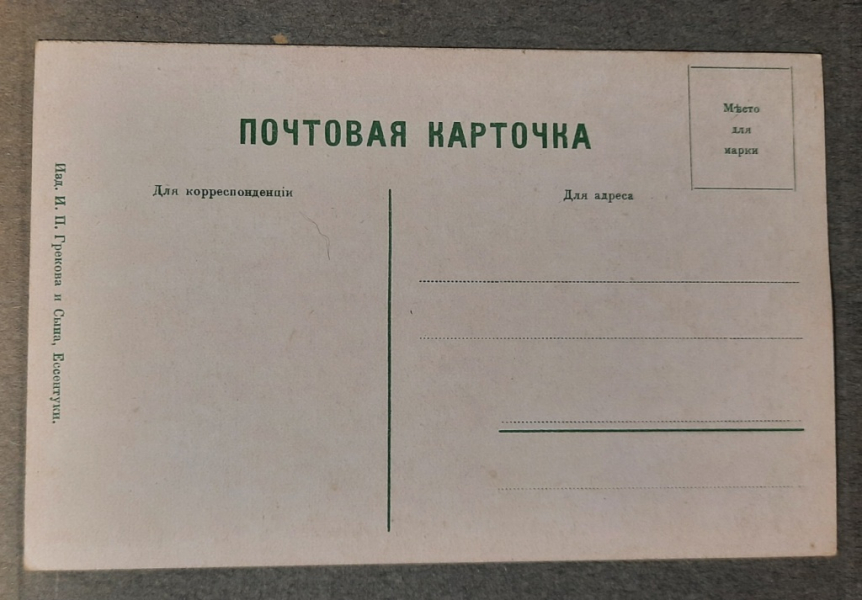 ПОЧТОВАЯ КАРТОЧКА
Мѣсто
для
марки
Для корреспонденціи
Для адреса
Изд. И. П. Грекова и Сына, Ессентуки.